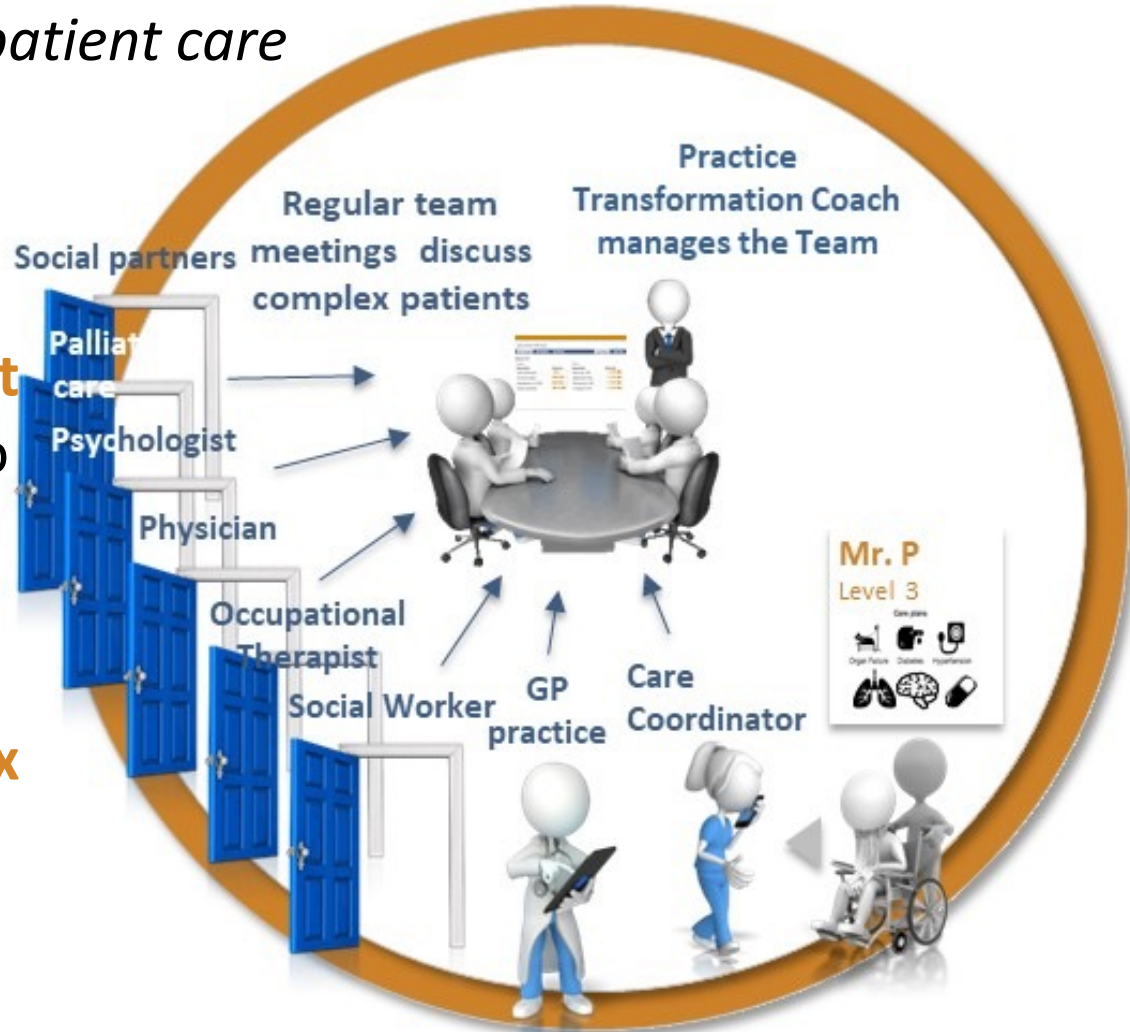 patient care
Practice
Transformation Coach
manages the Team
Regular team
meetings discuss
complex patients
Social partners
care
Psychologist
Physician
Occupational
Therapist
Social Worker
GP
practice
Care
Coordinator
Mr. P
Level 3
Care plans
Organ Failure Diabetes Hypertension